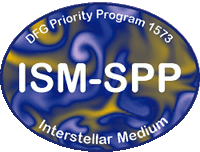 DFG Priority Program 1573
ISM-SPP
Interstellar Medium